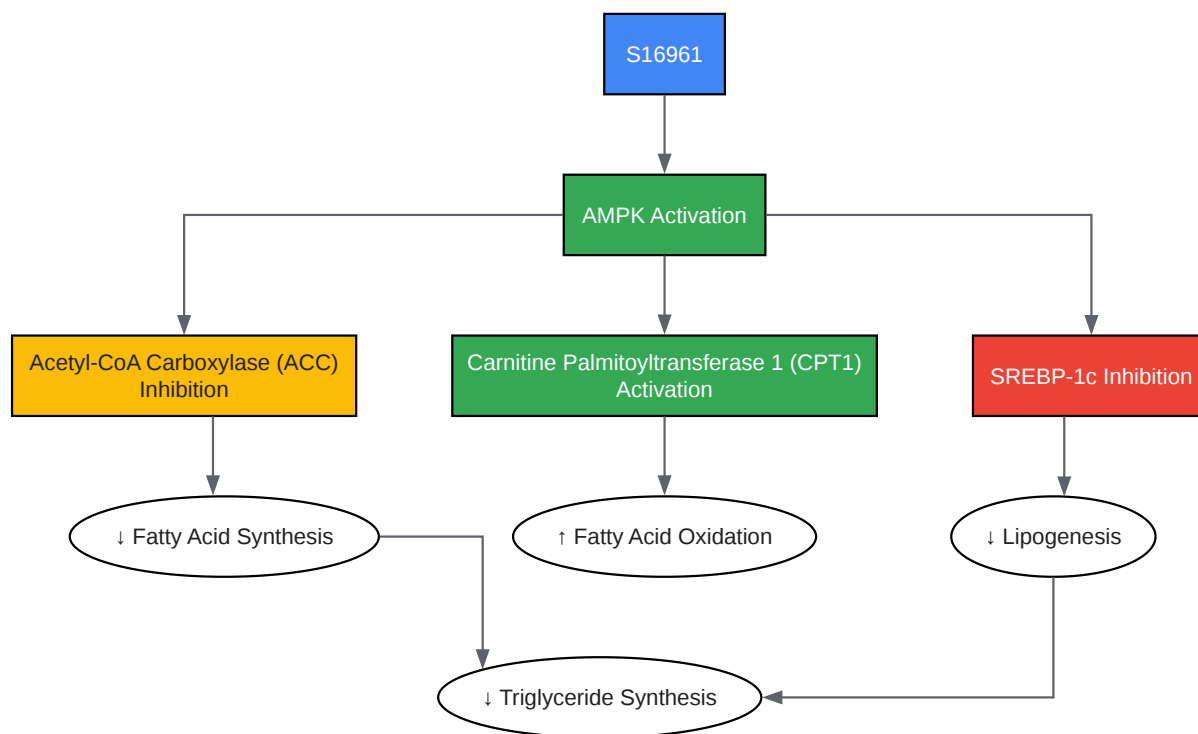 S16961
AMPK Activation
Acetyl-CoA Carboxylase (ACC)
Inhibition
Carnitine Palmitoyltransferase 1 (CPT1)
Activation
SREBP-1c Inhibition
↓ Fatty Acid Synthesis
↑ Fatty Acid Oxidation
↓ Lipogenesis
↓ Triglyceride Synthesis